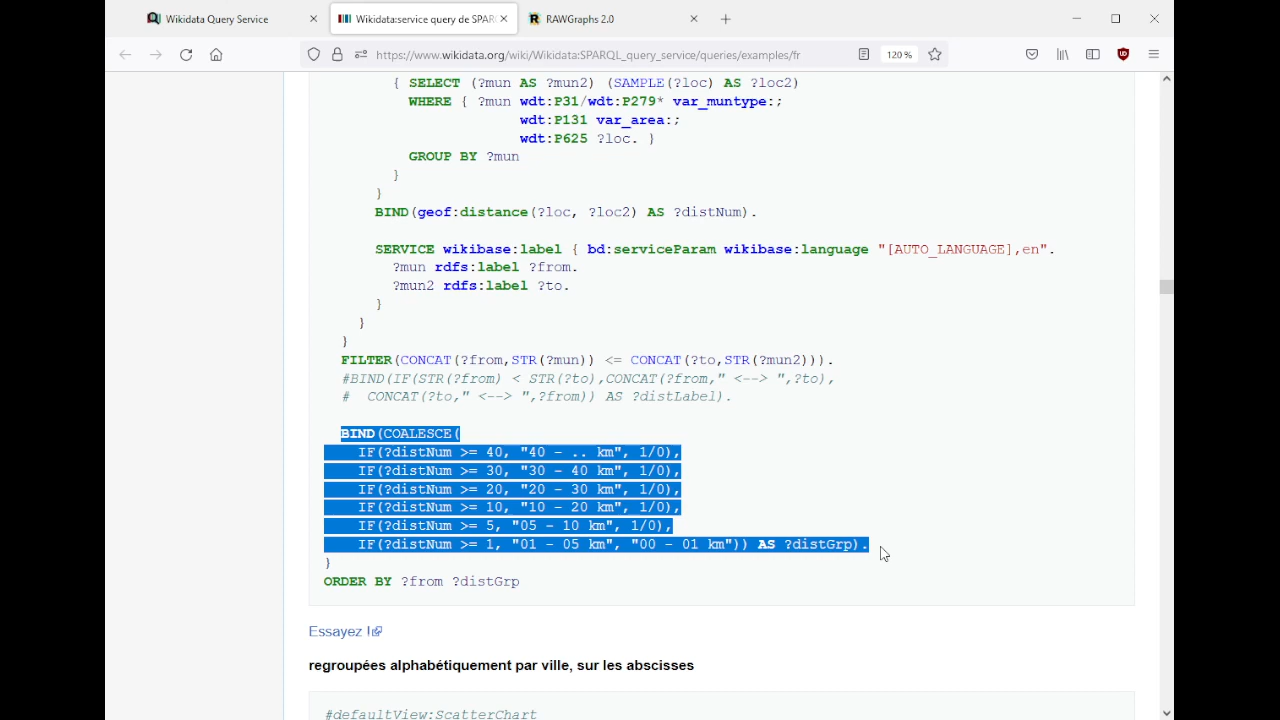 Wikidata Query Service
Wikidata:service query de SPAR
RAWGraphs 2.0
https://www.wikidata.org/wiki/Wikidata:SPARQL_query_service/queries/examples/fr
120 %
{ SELECT (?mun AS ?mun2) (SAMPLE(?loc) AS ?loc2)
WHERE { ?mun wdt:P31/wdt:P279* var_muntype:;
wdt:P131 var_area:;
wdt:P625 ?loc. }
GROUP BY ?mun
}
}
BIND(geof:distance(?loc, ?loc2) AS ?distNum).
SERVICE wikibase:label { bd:serviceParam wikibase:language "[AUTO_LANGUAGE],en".
?mun rdfs:label ?from.
?mun2 rdfs:label ?to.
}
}
}
FILTER(CONCAT(?from,STR(?mun)) <= CONCAT(?to,STR(?mun2))).
#BIND(IF(STR(?from) < STR(?to),CONCAT(?from," <--> ",?to),
# CONCAT(?to," <--> ",?from)) AS ?distLabel).
BIND(COALESCE(
IF(?distNum >= 40, "40 - .. km", 1/0),
IF(?distNum >= 30, "30 - 40 km", 1/0),
IF(?distNum >= 20, "20 - 30 km", 1/0),
IF(?distNum >= 10, "10 - 20 km", 1/0),
IF(?distNum >= 5, "05 - 10 km", 1/0),
IF(?distNum >= 1, "01 - 05 km", "00 - 01 km")) AS ?distGrp).
}
ORDER BY ?from ?distGrp
Essayez !
regroupées alphabétiquement par ville, sur les abscisses
#defaultView:ScatterChart